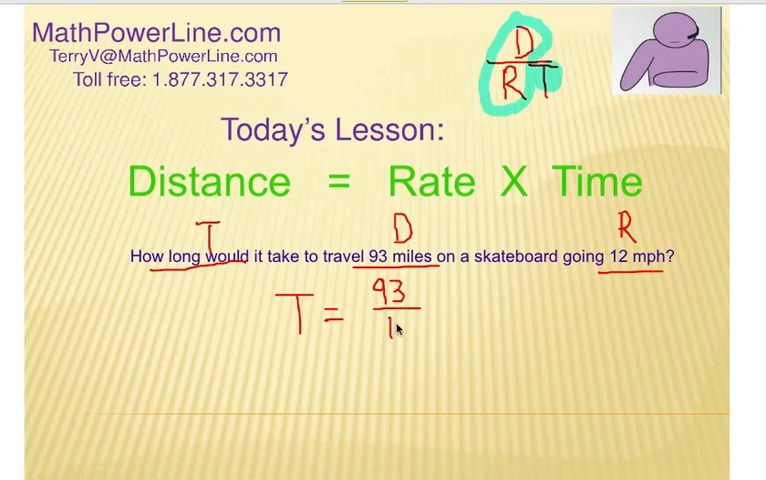 MathPowerLine.com
TerryV@MathPowerLine.com
Toll free: 1.877.317.3317
D
R T
Today's Lesson:
Distance = Rate X Time
T D R
How long would it take to travel 93 miles on a skateboard going 12 mph?
T = 93
1